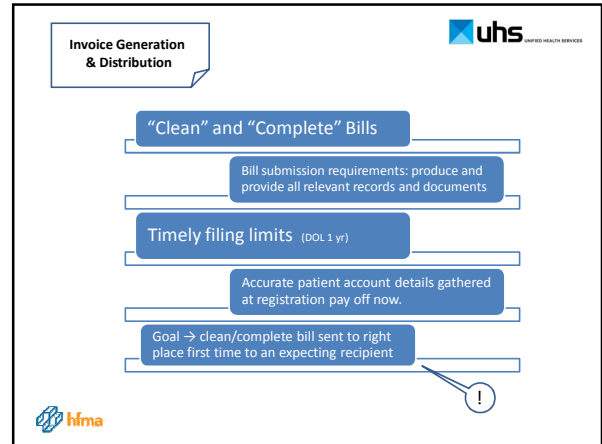 Invoice Generation
& Distribution
uhs UNIFIED HEALTH SERVICES
“Clean” and “Complete” Bills
Bill submission requirements: produce and
provide all relevant records and documents
Timely filing limits (DOL 1 yr)
Accurate patient account details gathered
at registration pay off now.
Goal → clean/complete bill sent to right
place first time to an expecting recipient
!
hfma